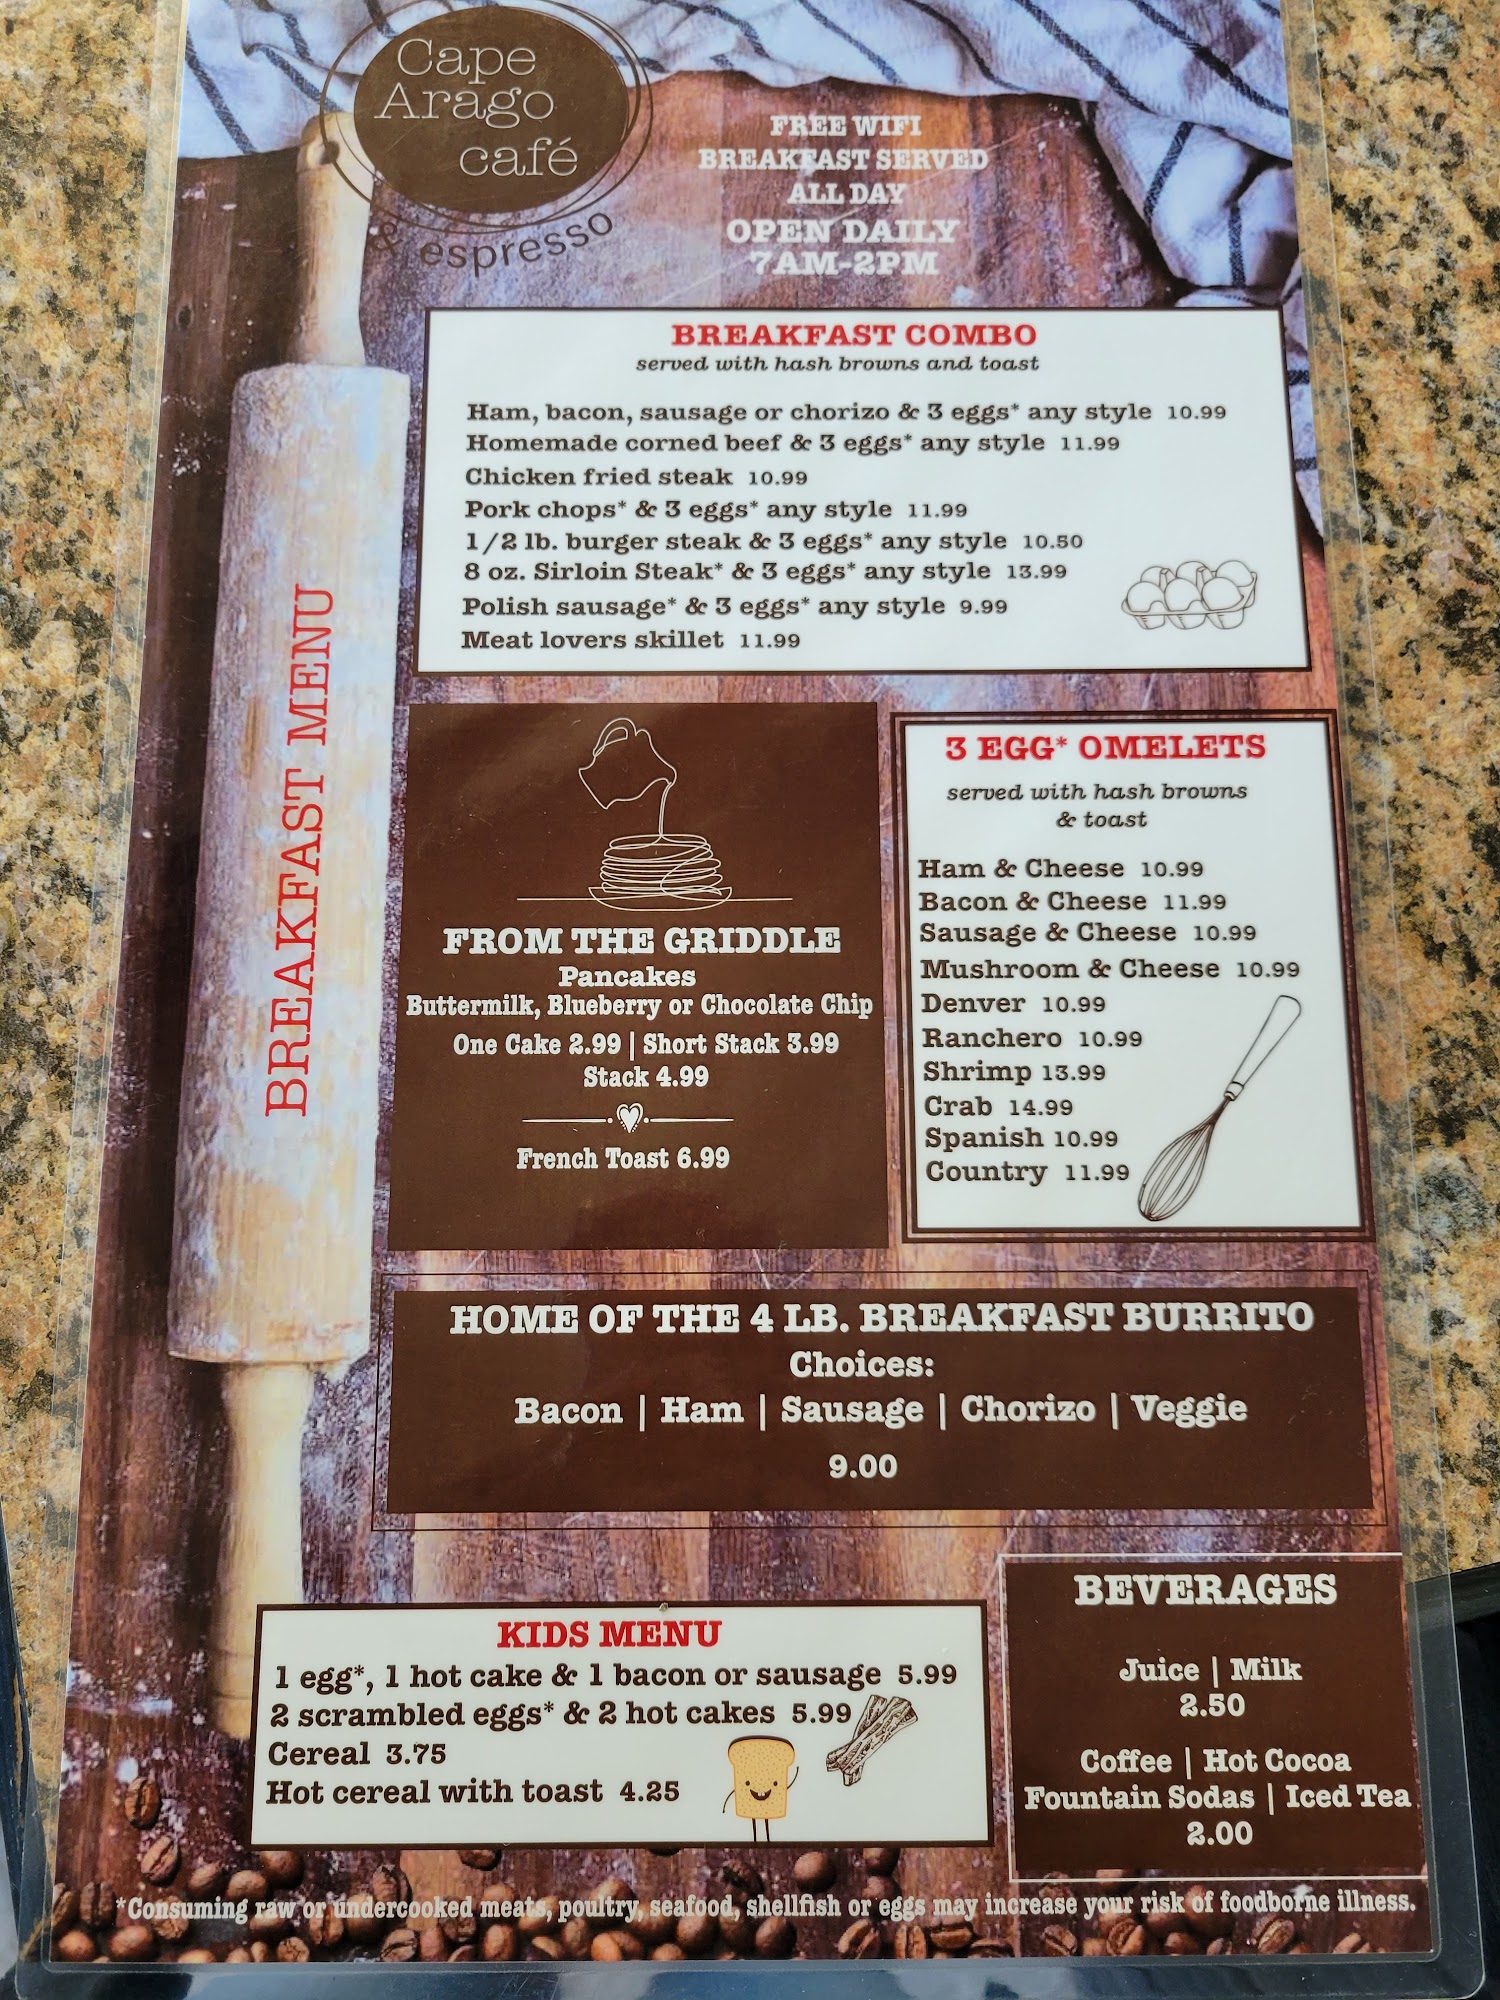 Cape
Arago
café
& espresso
FREE WIFI
BREAKFAST SERVED
ALL DAY
OPEN DAILY
7AM-2PM
BREAKFAST MENU
BREAKFAST COMBO
served with hash browns and toast
Ham, bacon, sausage or chorizo & 3 eggs* any style 10.99
Homemade corned beef & 3 eggs* any style 11.99
Chicken fried steak 10.99
Pork chops* & 3 eggs* any style 11.99
1/2 lb. burger steak & 3 eggs* any style 10.50
8 oz. Sirloin Steak* & 3 eggs* any style 13.99
Polish sausage* & 3 eggs* any style 9.99
Meat lovers skillet 11.99
FROM THE GRIDDLE
Pancakes
Buttermilk, Blueberry or Chocolate Chip
One Cake 2.99 | Short Stack 3.99
Stack 4.99
French Toast 6.99
3 EGG* OMELETS
served with hash browns
& toast
Ham & Cheese 10.99
Bacon & Cheese 11.99
Sausage & Cheese 10.99
Mushroom & Cheese 10.99
Denver 10.99
Ranchero 10.99
Shrimp 13.99
Crab 14.99
Spanish 10.99
Country 11.99
HOME OF THE 4 LB. BREAKFAST BURRITO
Choices:
Bacon | Ham | Sausage | Chorizo | Veggie
9.00
KIDS MENU
1 egg*, 1 hot cake & 1 bacon or sausage 5.99
2 scrambled eggs* & 2 hot cakes 5.99
Cereal 3.75
Hot cereal with toast 4.25
BEVERAGES
Juice | Milk
2.50
Coffee | Hot Cocoa
Fountain Sodas | Iced Tea
2.00
*Consuming raw or undercooked meats, poultry, seafood, shellfish or eggs may increase your risk of foodborne illness.